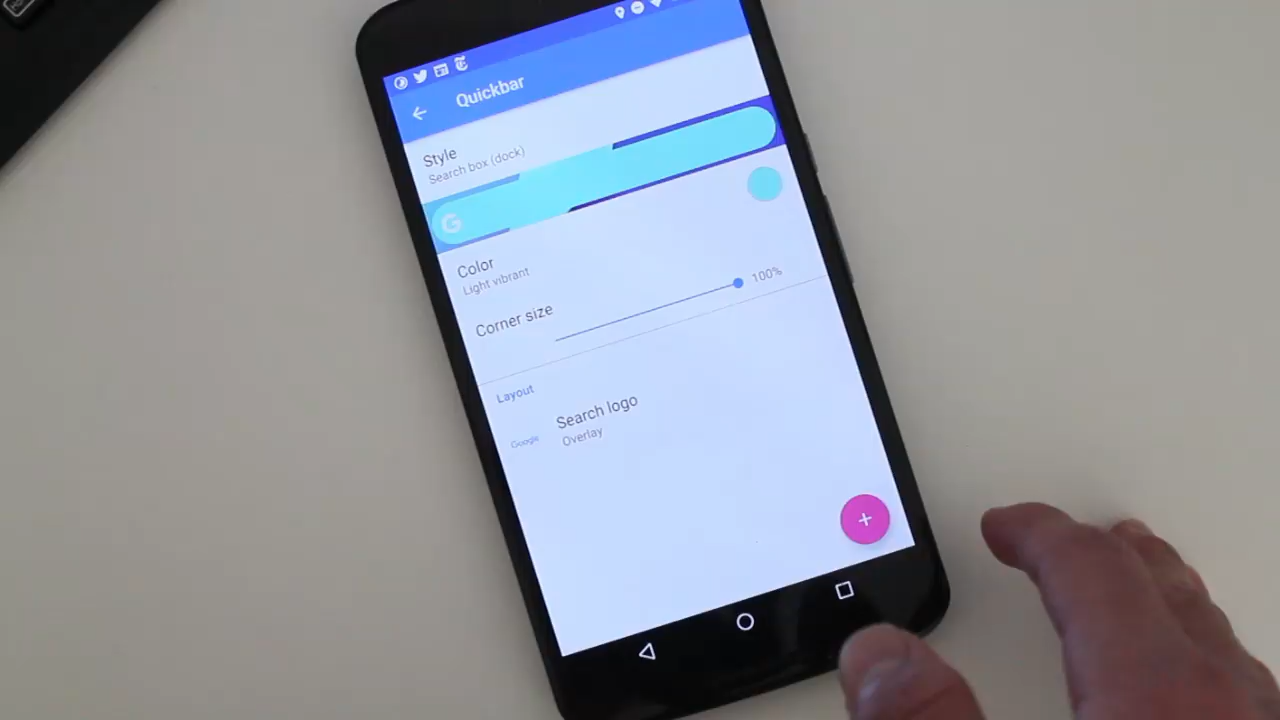 Quickbar
Style
Search box (dock)
G
Color
Light vibrant
Corner size
100%
Layout
Google
Search logo
Overlay